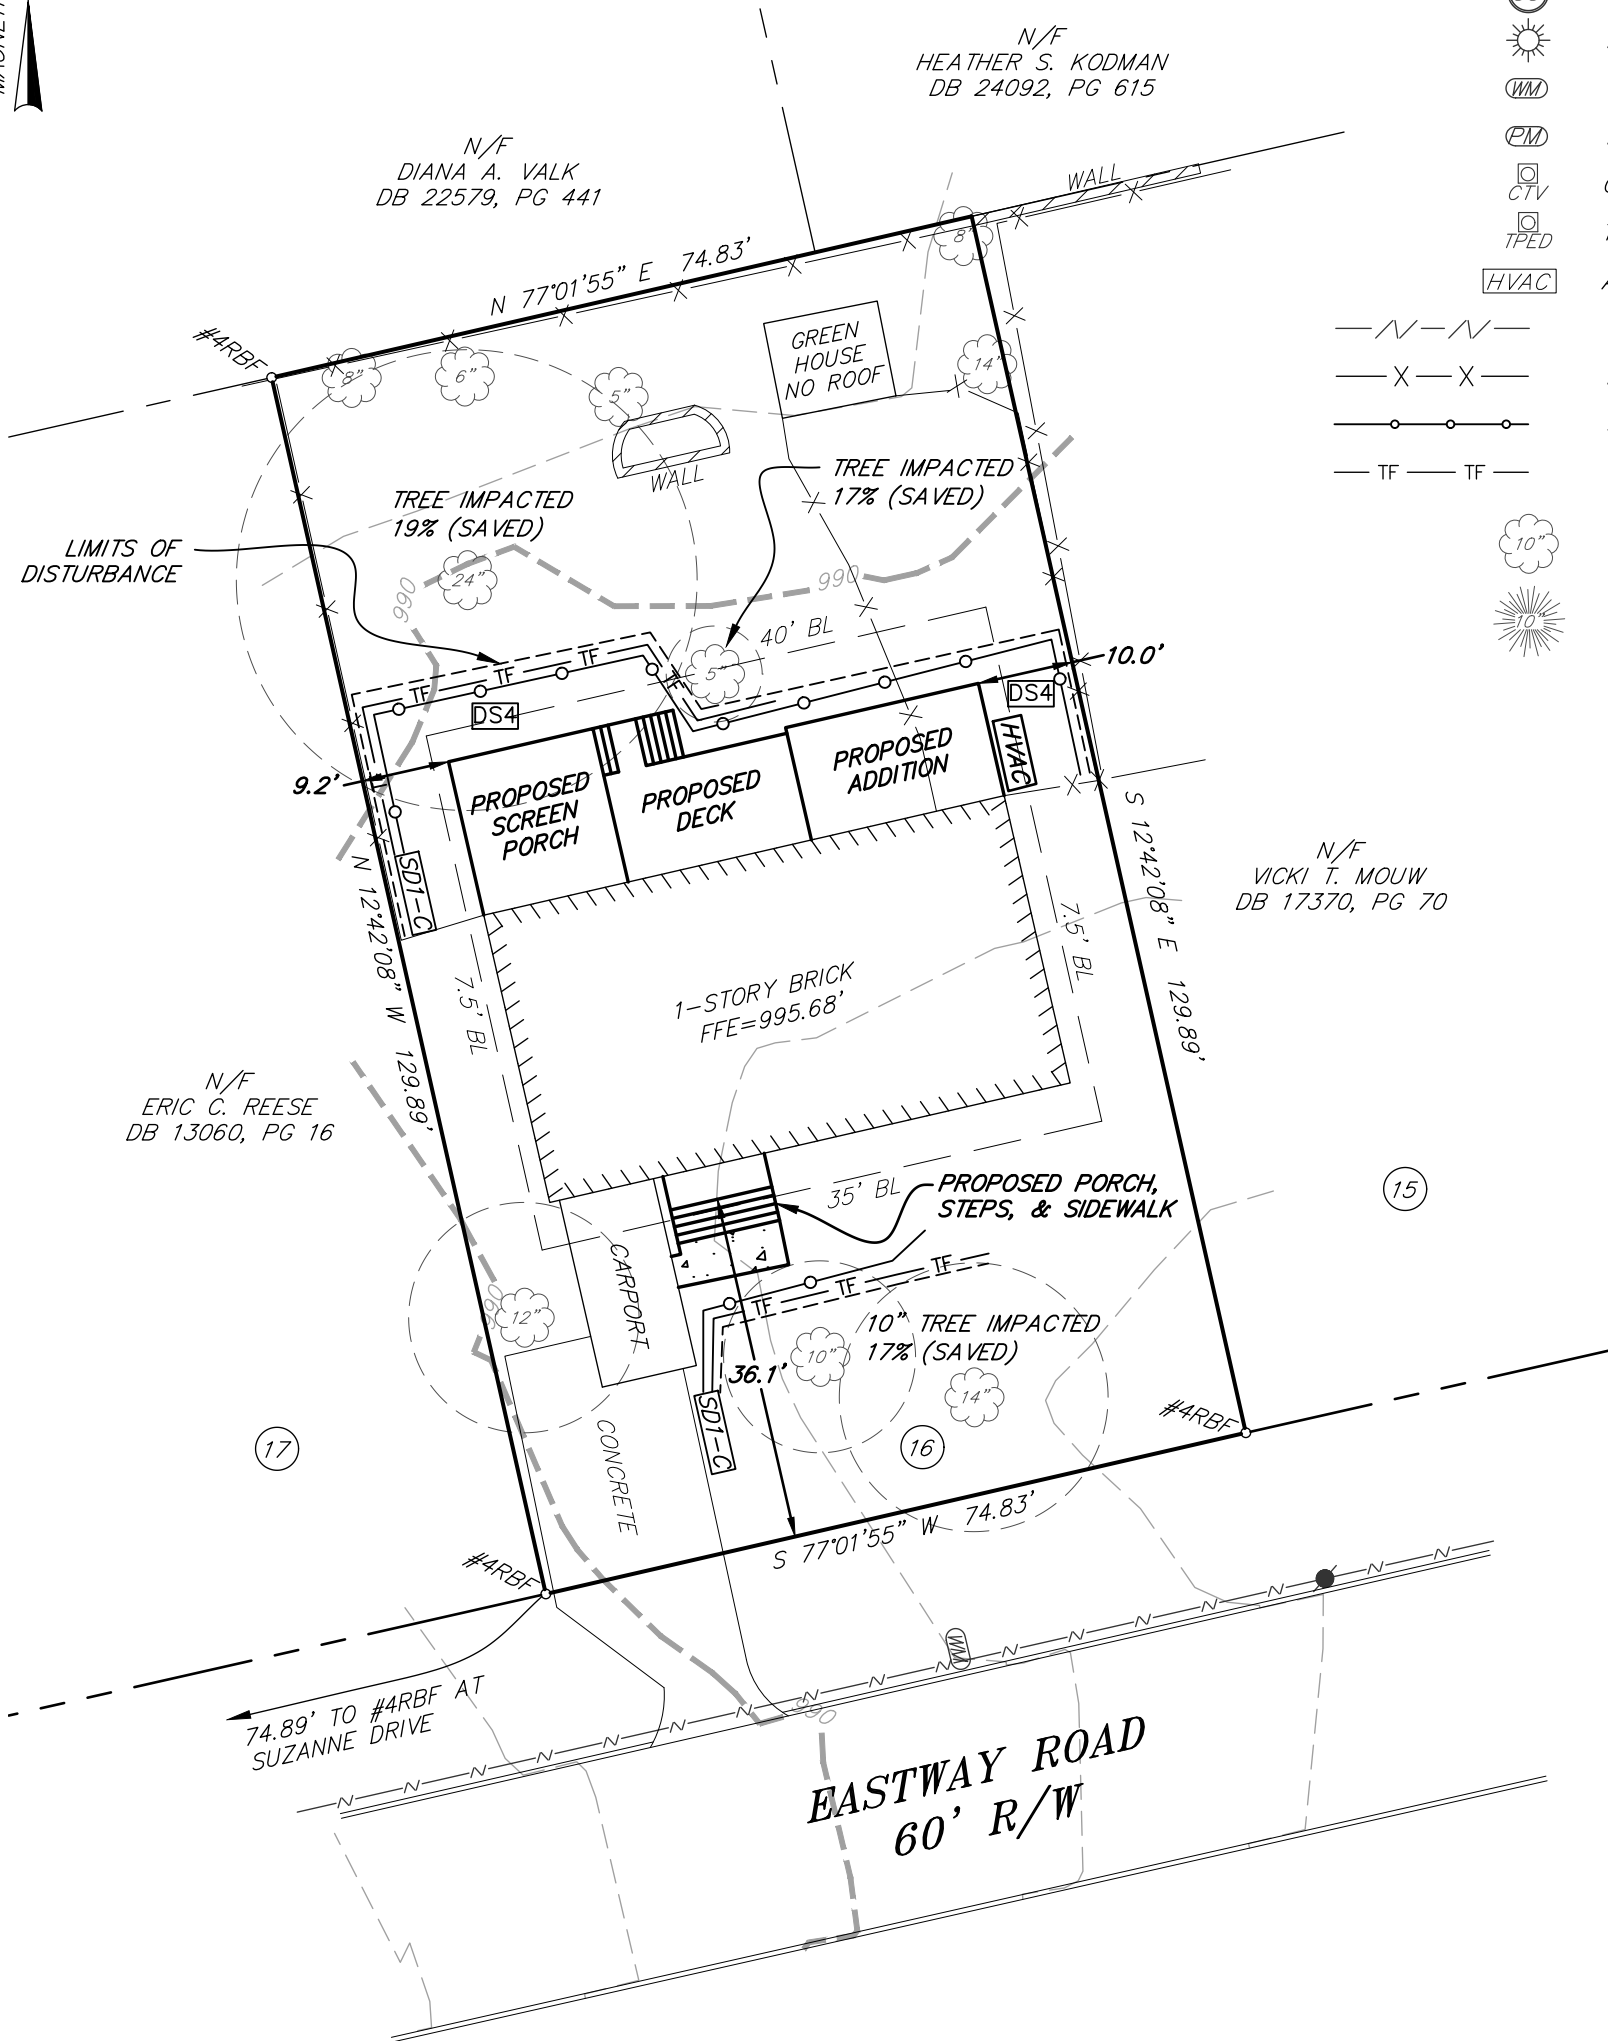 N/F
HEATHER S. KODMAN
DB 24092, PG 615
N/F
DIANA A. VALK
DB 22579, PG 441
WM
PM
CTV
TPED
HVAC
X X
TF TF
10"
10"
WALL
N 77°01'55" E 74.83'
#4RBF
8"
8"
6"
5"
14"
GREEN
HOUSE
NO ROOF
WALL
TREE IMPACTED
17% (SAVED)
TREE IMPACTED
19% (SAVED)
LIMITS OF
DISTURBANCE
24"
990
990
40' BL
5"
TF
TF
TF
10.0'
DS4
DS4
9.2'
PROPOSED
SCREEN
PORCH
PROPOSED
DECK
PROPOSED
ADDITION
HVAC
SD1-C
N 12°42'08" W 129.89'
S 12°42'08" E 129.89'
N/F
VICKI T. MOUW
DB 17370, PG 70
7.5' BL
7.5' BL
1-STORY BRICK
FFE=995.68'
N/F
ERIC C. REESE
DB 13060, PG 16
35' BL
PROPOSED PORCH,
STEPS, & SIDEWALK
15
990
12"
CARPORT
TF
TF
TF
10" TREE IMPACTED
17% (SAVED)
10"
14"
36.1'
SD1-C
#4RBF
17
16
CONCRETE
S 77°01'55" W 74.83'
#4RBF
WM
74.89' TO #4RBF AT
SUZANNE DRIVE
990
EASTWAY ROAD
60' R/W